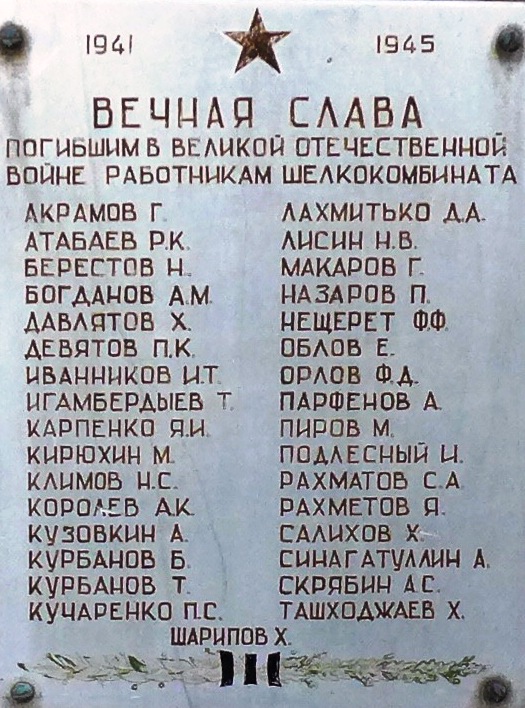 1941 1945
ВЕЧНАЯ СЛАВА
ПОГИБШИМ В ВЕЛИКОЙ ОТЕЧЕСТВЕННОЙ
ВОЙНЕ РАБОТНИКАМ ШЕЛКОКОМБИНАТА
АКРАМОВ Г.
АТАБАЕВ Р.К.
БЕРЕСТОВ Н.
БОГДАНОВ А.М.
ДАВЛЯТОВ Х.
ДЕВЯТОВ П.К.
ИВАННИКОВ И.Т.
ИГАМБЕРДЫЕВ Т.
КАРПЕНКО Я.И.
КИРЮХИН М.
КЛИМОВ Н.С.
КОРОЛЕВ А.К.
КУЗОВКИН А.
КУРБАНОВ Б.
КУРБАНОВ Т.
КУЧАРЕНКО П.С.
ЛАХМИТЬКО Д.А.
ЛИСИН Н.В.
МАКАРОВ Г.
НАЗАРОВ П.
НЕЩЕРЕТ Ф.Ф.
ОБЛОВ Е.
ОРЛОВ Ф.Д.
ПАРФЕНОВ А.
ПИРОВ М.
ПОДЛЕСНЫЙ И.
РАХМАТОВ С.А.
РАХМЕТОВ Я.
САЛИХОВ Х.
СИНАГАТУЛЛИН А.
СКРЯБИН А.С.
ТАШХОДЖАЕВ Х.
ШАРИПОВ Х.